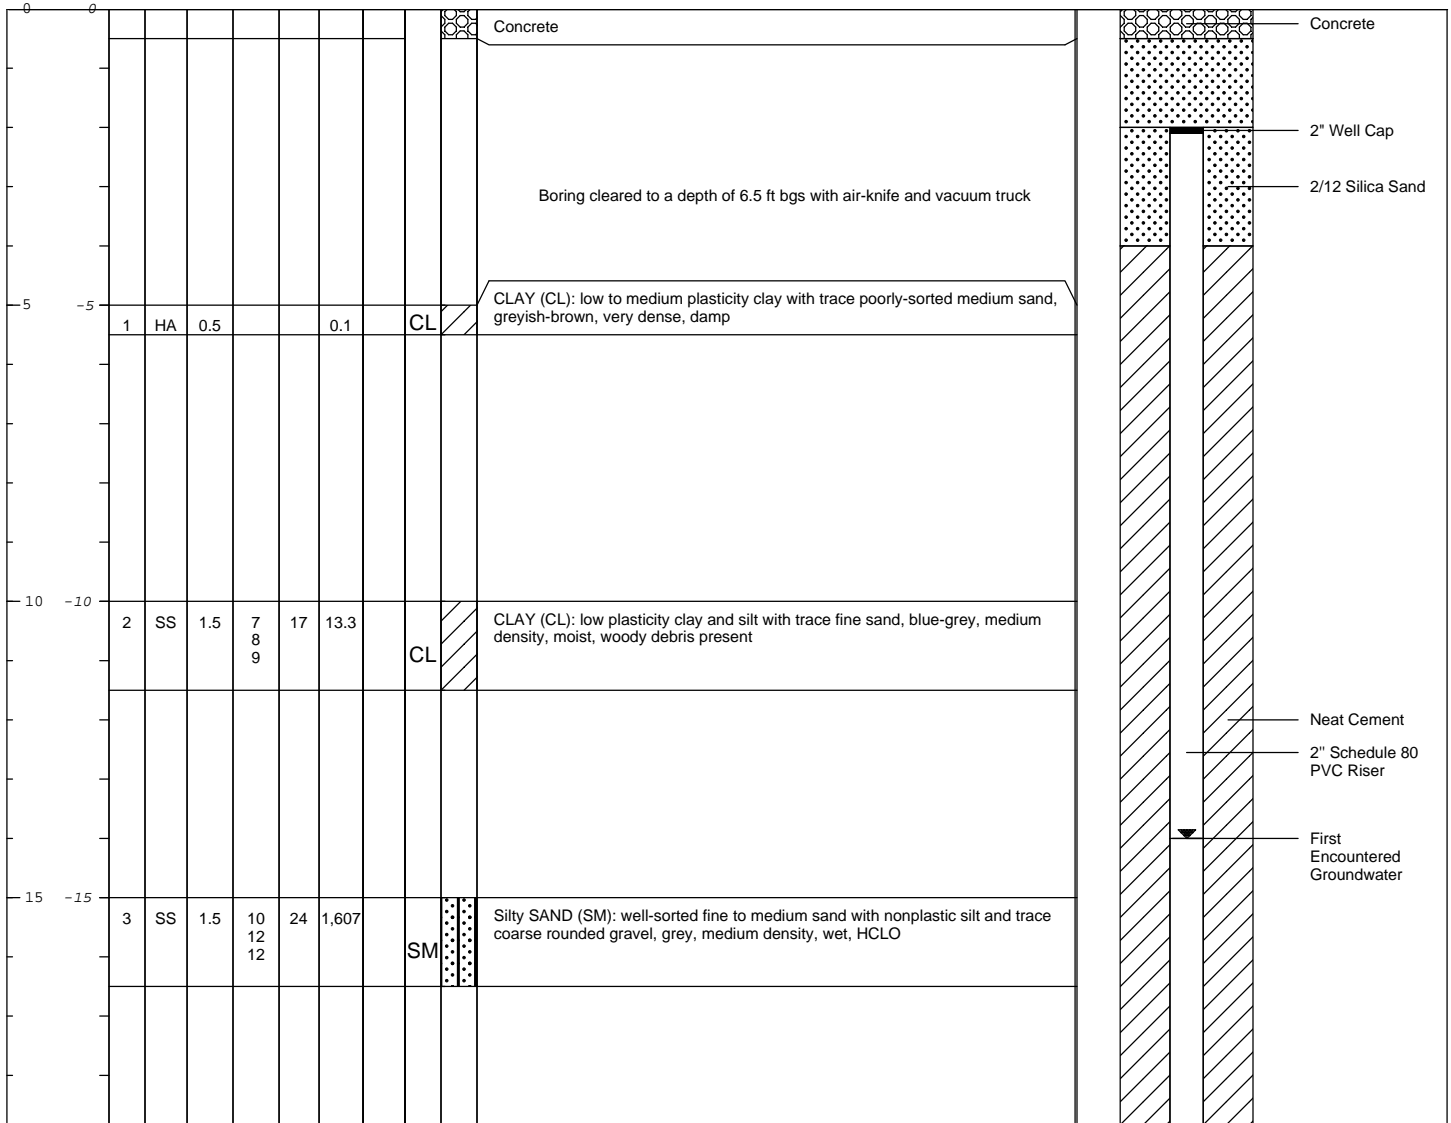 0 0
Concrete
Concrete
2" Well Cap
2/12 Silica Sand
Boring cleared to a depth of 6.5 ft bgs with air-knife and vacuum truck
5 -5
CLAY (CL): low to medium plasticity clay with trace poorly-sorted medium sand,
greyish-brown, very dense, damp
1 HA 0.5 0.1 CL
10 -10
2 SS 1.5 7 17 13.3
8
9
CL
CLAY (CL): low plasticity clay and silt with trace fine sand, blue-grey, medium
density, moist, woody debris present
Neat Cement
2" Schedule 80
PVC Riser
First
Encountered
Groundwater
15 -15
3 SS 1.5 10 24 1,607
12
12
SM
Silty SAND (SM): well-sorted fine to medium sand with nonplastic silt and trace
coarse rounded gravel, grey, medium density, wet, HCLO